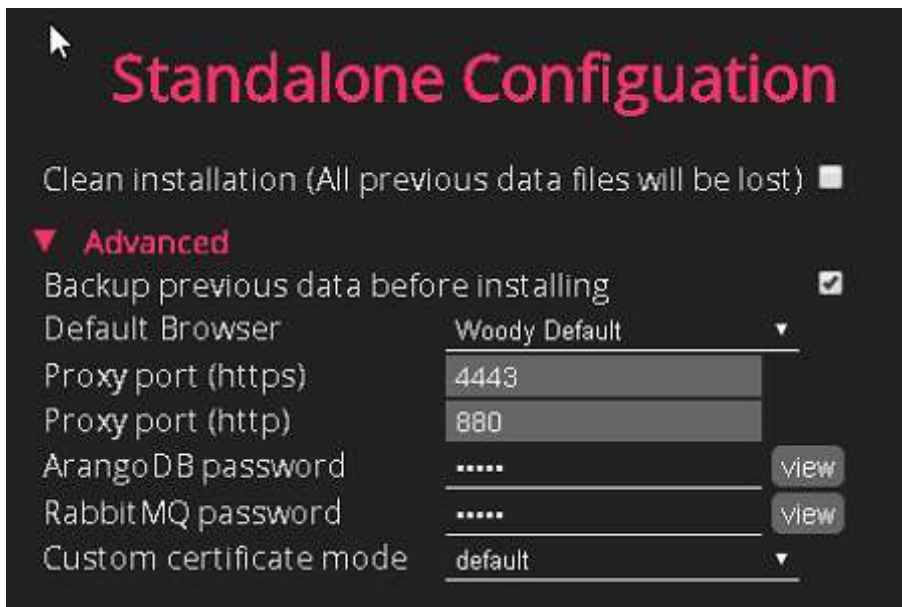 Standalone Configuation
Clean installation (All previous data files will be lost)
▼ Advanced
Backup previous data before installing
Default Browser Woody Default
Proxy port (https) 4443
Proxy port (http) 880
ArangoDB password ••••• view
RabbitMQ password ••••• view
Custom certificate mode default